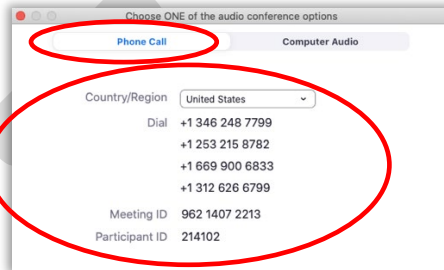 Choose ONE of the audio conference options
Phone Call Computer Audio
Country/Region United States
Dial +1 346 248 7799
+1 253 215 8782
+1 669 900 6833
+1 312 626 6799
Meeting ID 962 1407 2213
Participant ID 214102